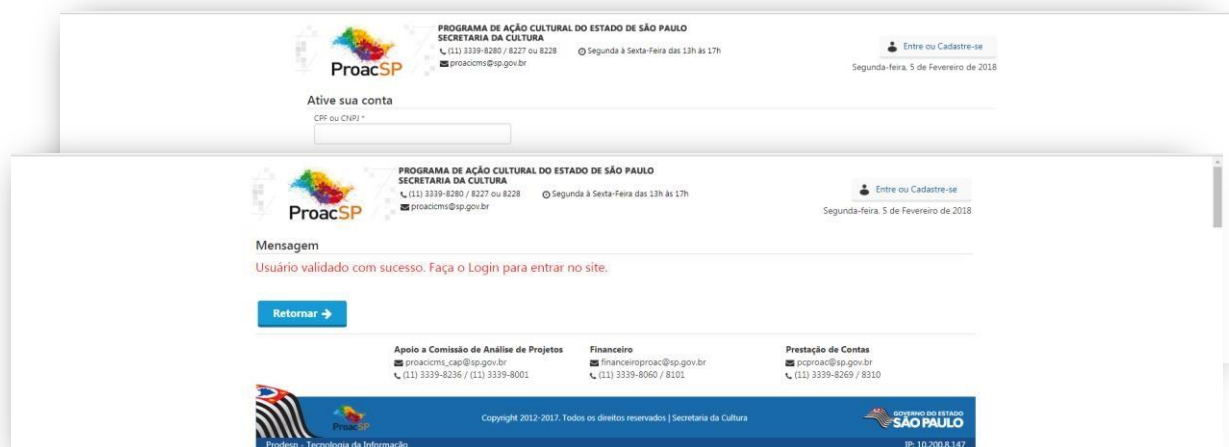 PROGRAMA DE AÇÃO CULTURAL DO ESTADO DE SÃO PAULO
SECRETARIA DA CULTURA
(11) 3339-8280 / 8227 ou 8228 Segunda à Sexta-Feira das 13h às 17h
proacicms@sp.gov.br
ProacSP
Entre ou Cadastre-se
Segunda-feira, 5 de Fevereiro de 2018
Ative sua conta
CPF ou CNPJ *
PROGRAMA DE AÇÃO CULTURAL DO ESTADO DE SÃO PAULO
SECRETARIA DA CULTURA
(11) 3339-8280 / 8227 ou 8228 Segunda à Sexta-Feira das 13h às 17h
proacicms@sp.gov.br
ProacSP
Entre ou Cadastre-se
Segunda-feira, 5 de Fevereiro de 2018
Mensagem
Usuário validado com sucesso. Faça o Login para entrar no site.
Retornar
Apoio a Comissão de Análise de Projetos Financeiro Prestação de Contas
proacicms_cap@sp.gov.br financeiroproac@sp.gov.br pcproac@sp.gov.br
(11) 3339-8236 / (11) 3339-8001 (11) 3339-8060 / 8101 (11) 3339-8269 / 8310
ProacSP
Copyright 2012-2017. Todos os direitos reservados | Secretaria da Cultura
GOVERNO DO ESTADO
SÃO PAULO
Prodesp - Tecnologia da Informação IP: 10.200.8.147